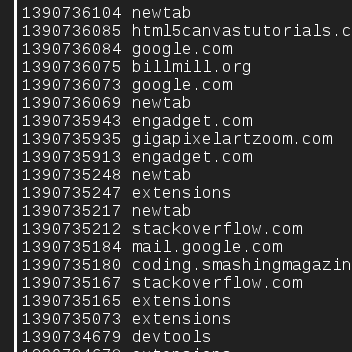 1390736104 newtab
1390736085 html5canvastutorials.c
1390736084 google.com
1390736075 billmill.org
1390736073 google.com
1390736069 newtab
1390735943 engadget.com
1390735935 gigapixelartzoom.com
1390735913 engadget.com
1390735248 newtab
1390735247 extensions
1390735217 newtab
1390735212 stackoverflow.com
1390735184 mail.google.com
1390735180 coding.smashingmagazin
1390735167 stackoverflow.com
1390735165 extensions
1390735073 extensions
1390734679 devtools